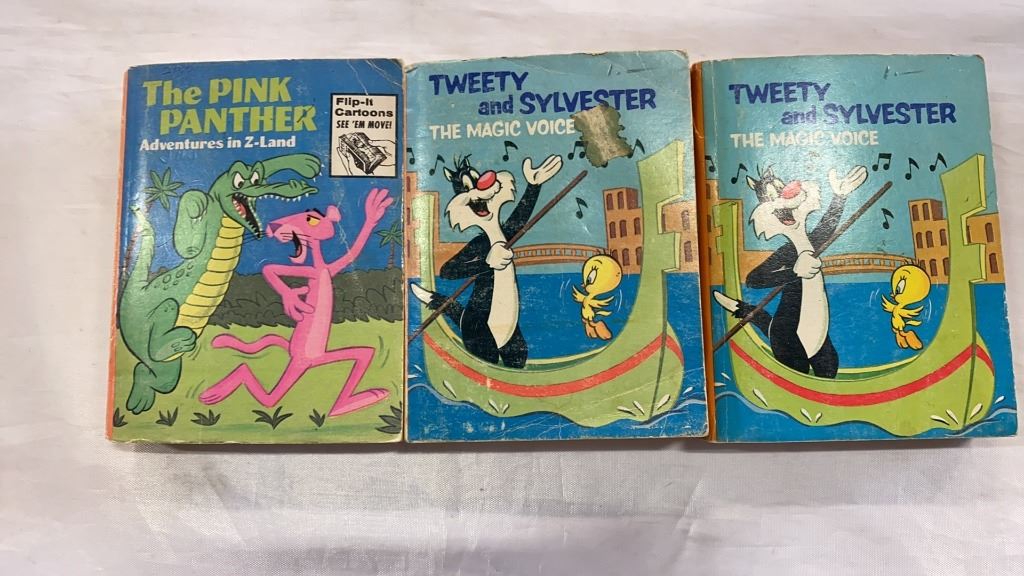 The PINK
PANTHER
Adventures in Z-Land
Flip-It
Cartoons
SEE 'EM MOVE!
TWEETY
and SYLVESTER
THE MAGIC VOICE
TWEETY
and SYLVESTER
THE MAGIC VOICE